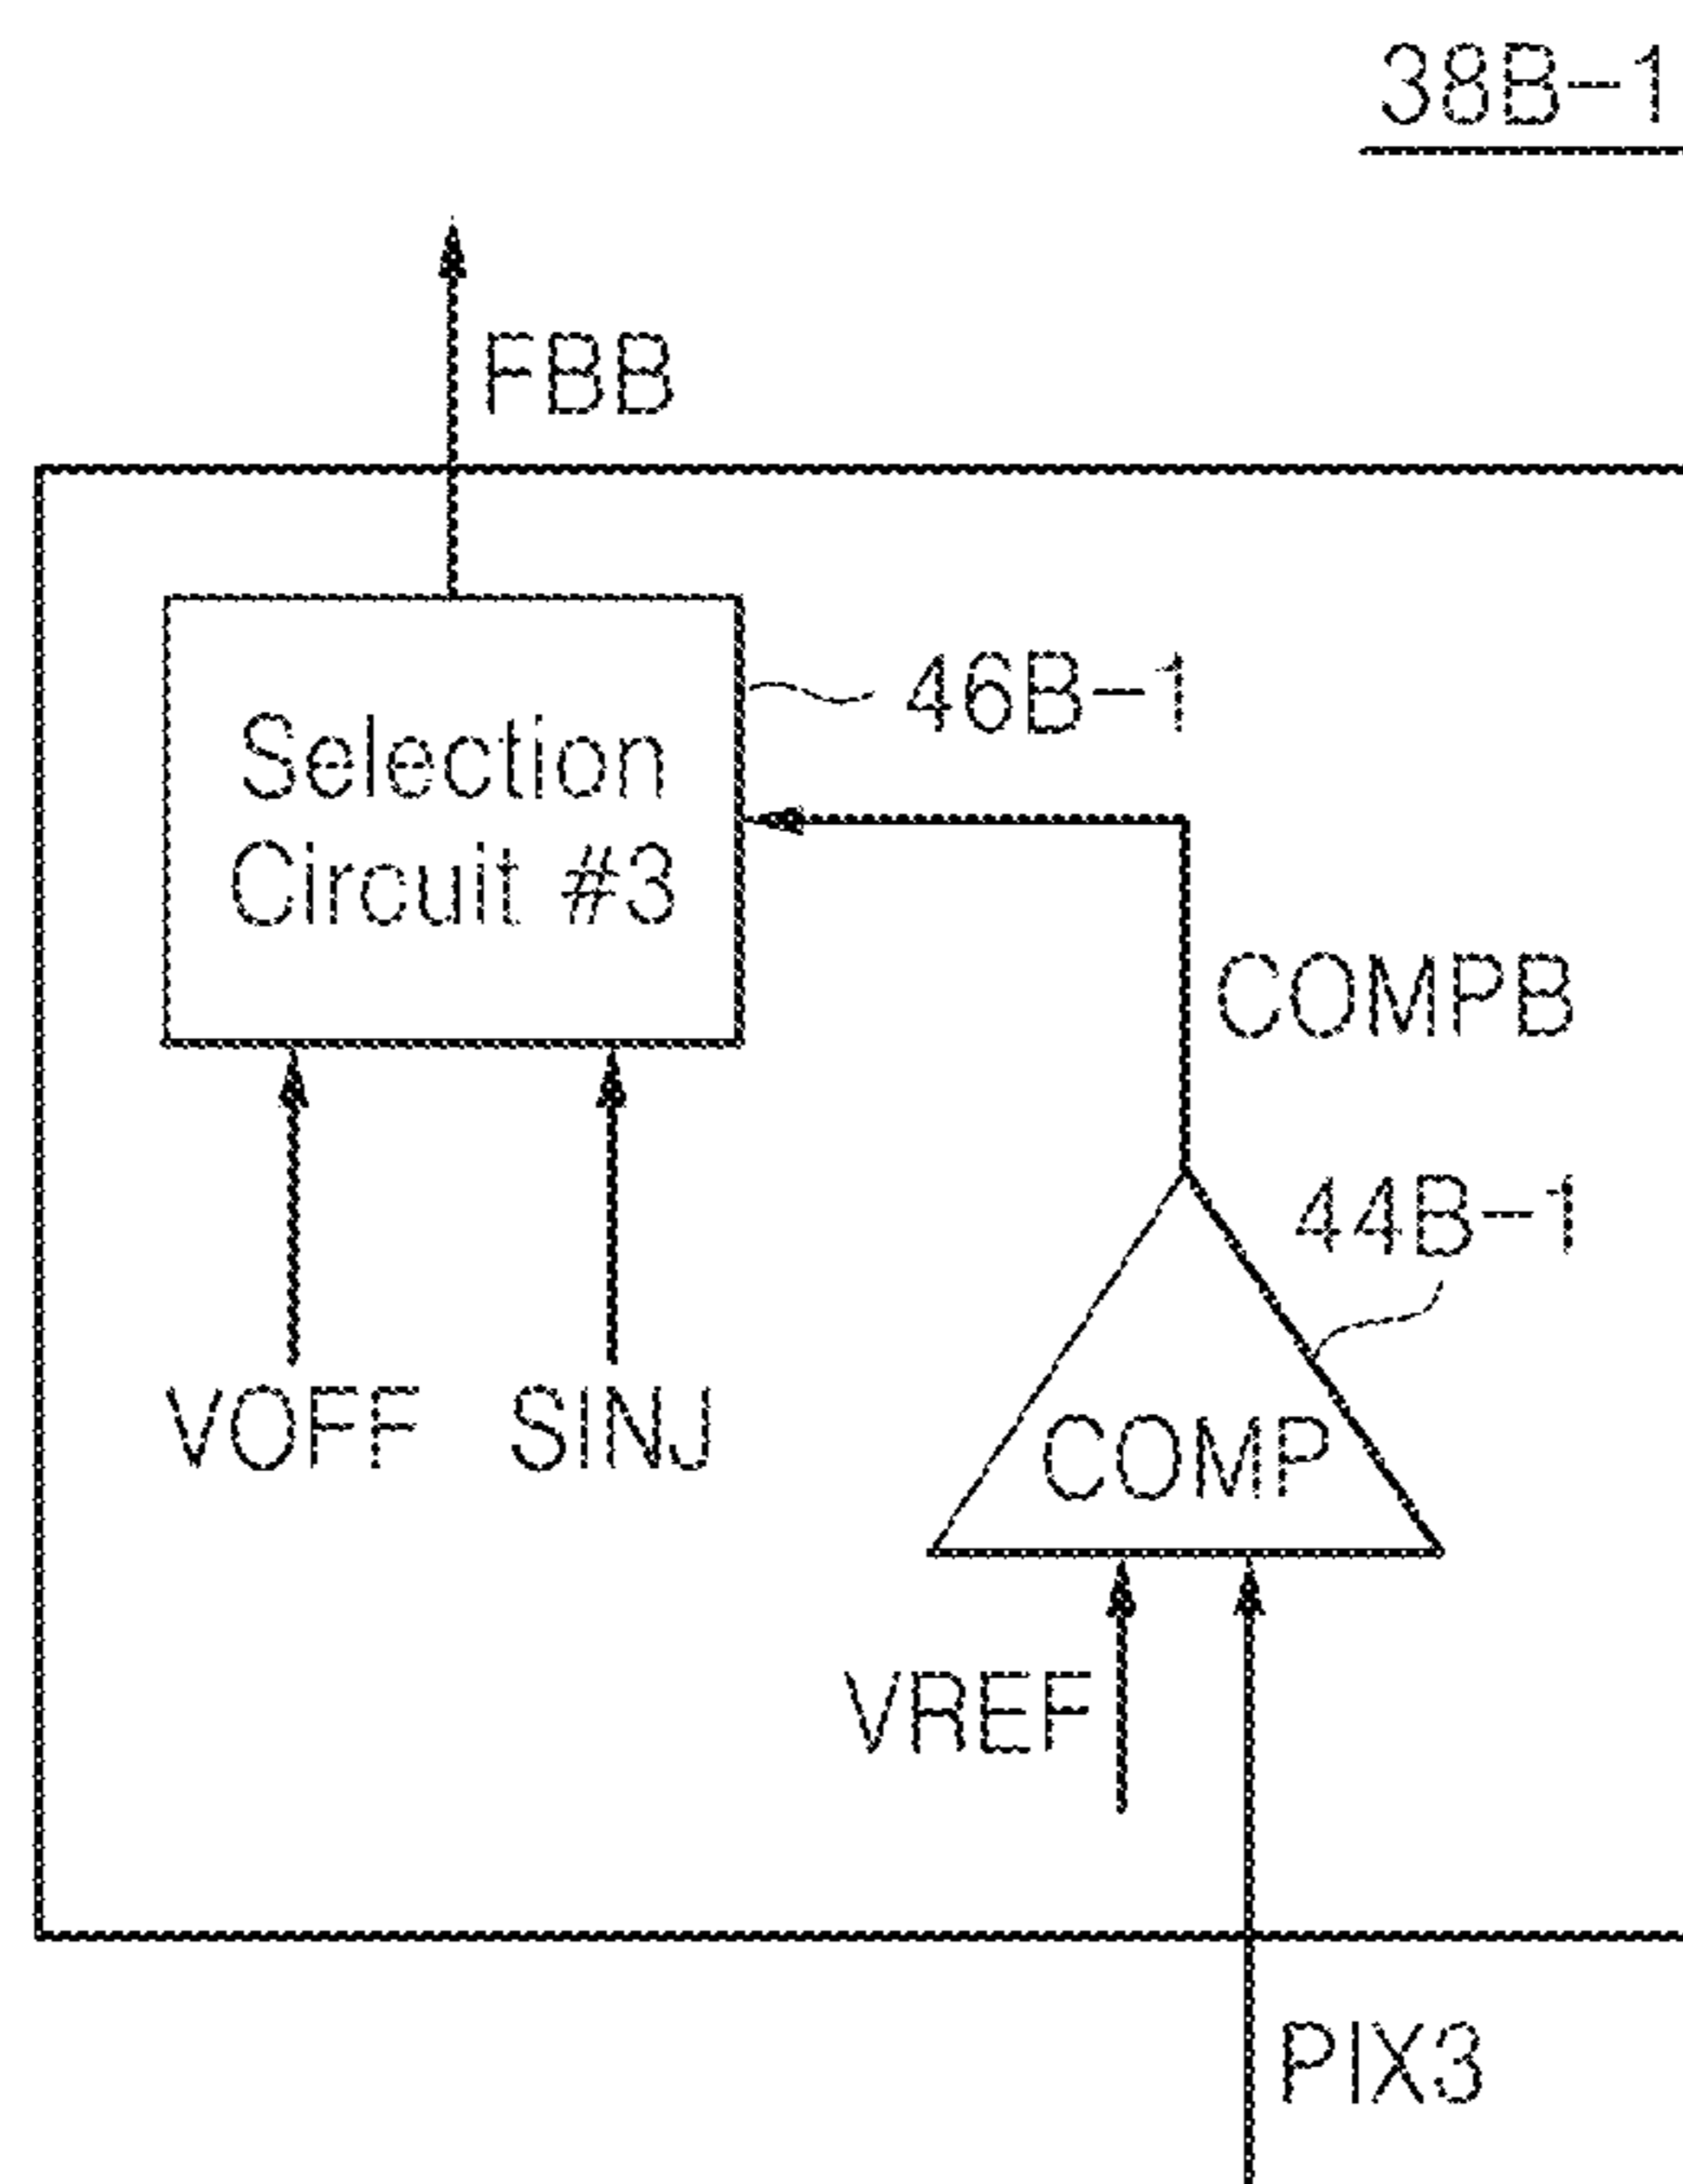 38B-1
FBB
46B-1
Selection
Circuit #3
COMPB
44B-1
VOFF SINJ
COMP
VREF
PIX3